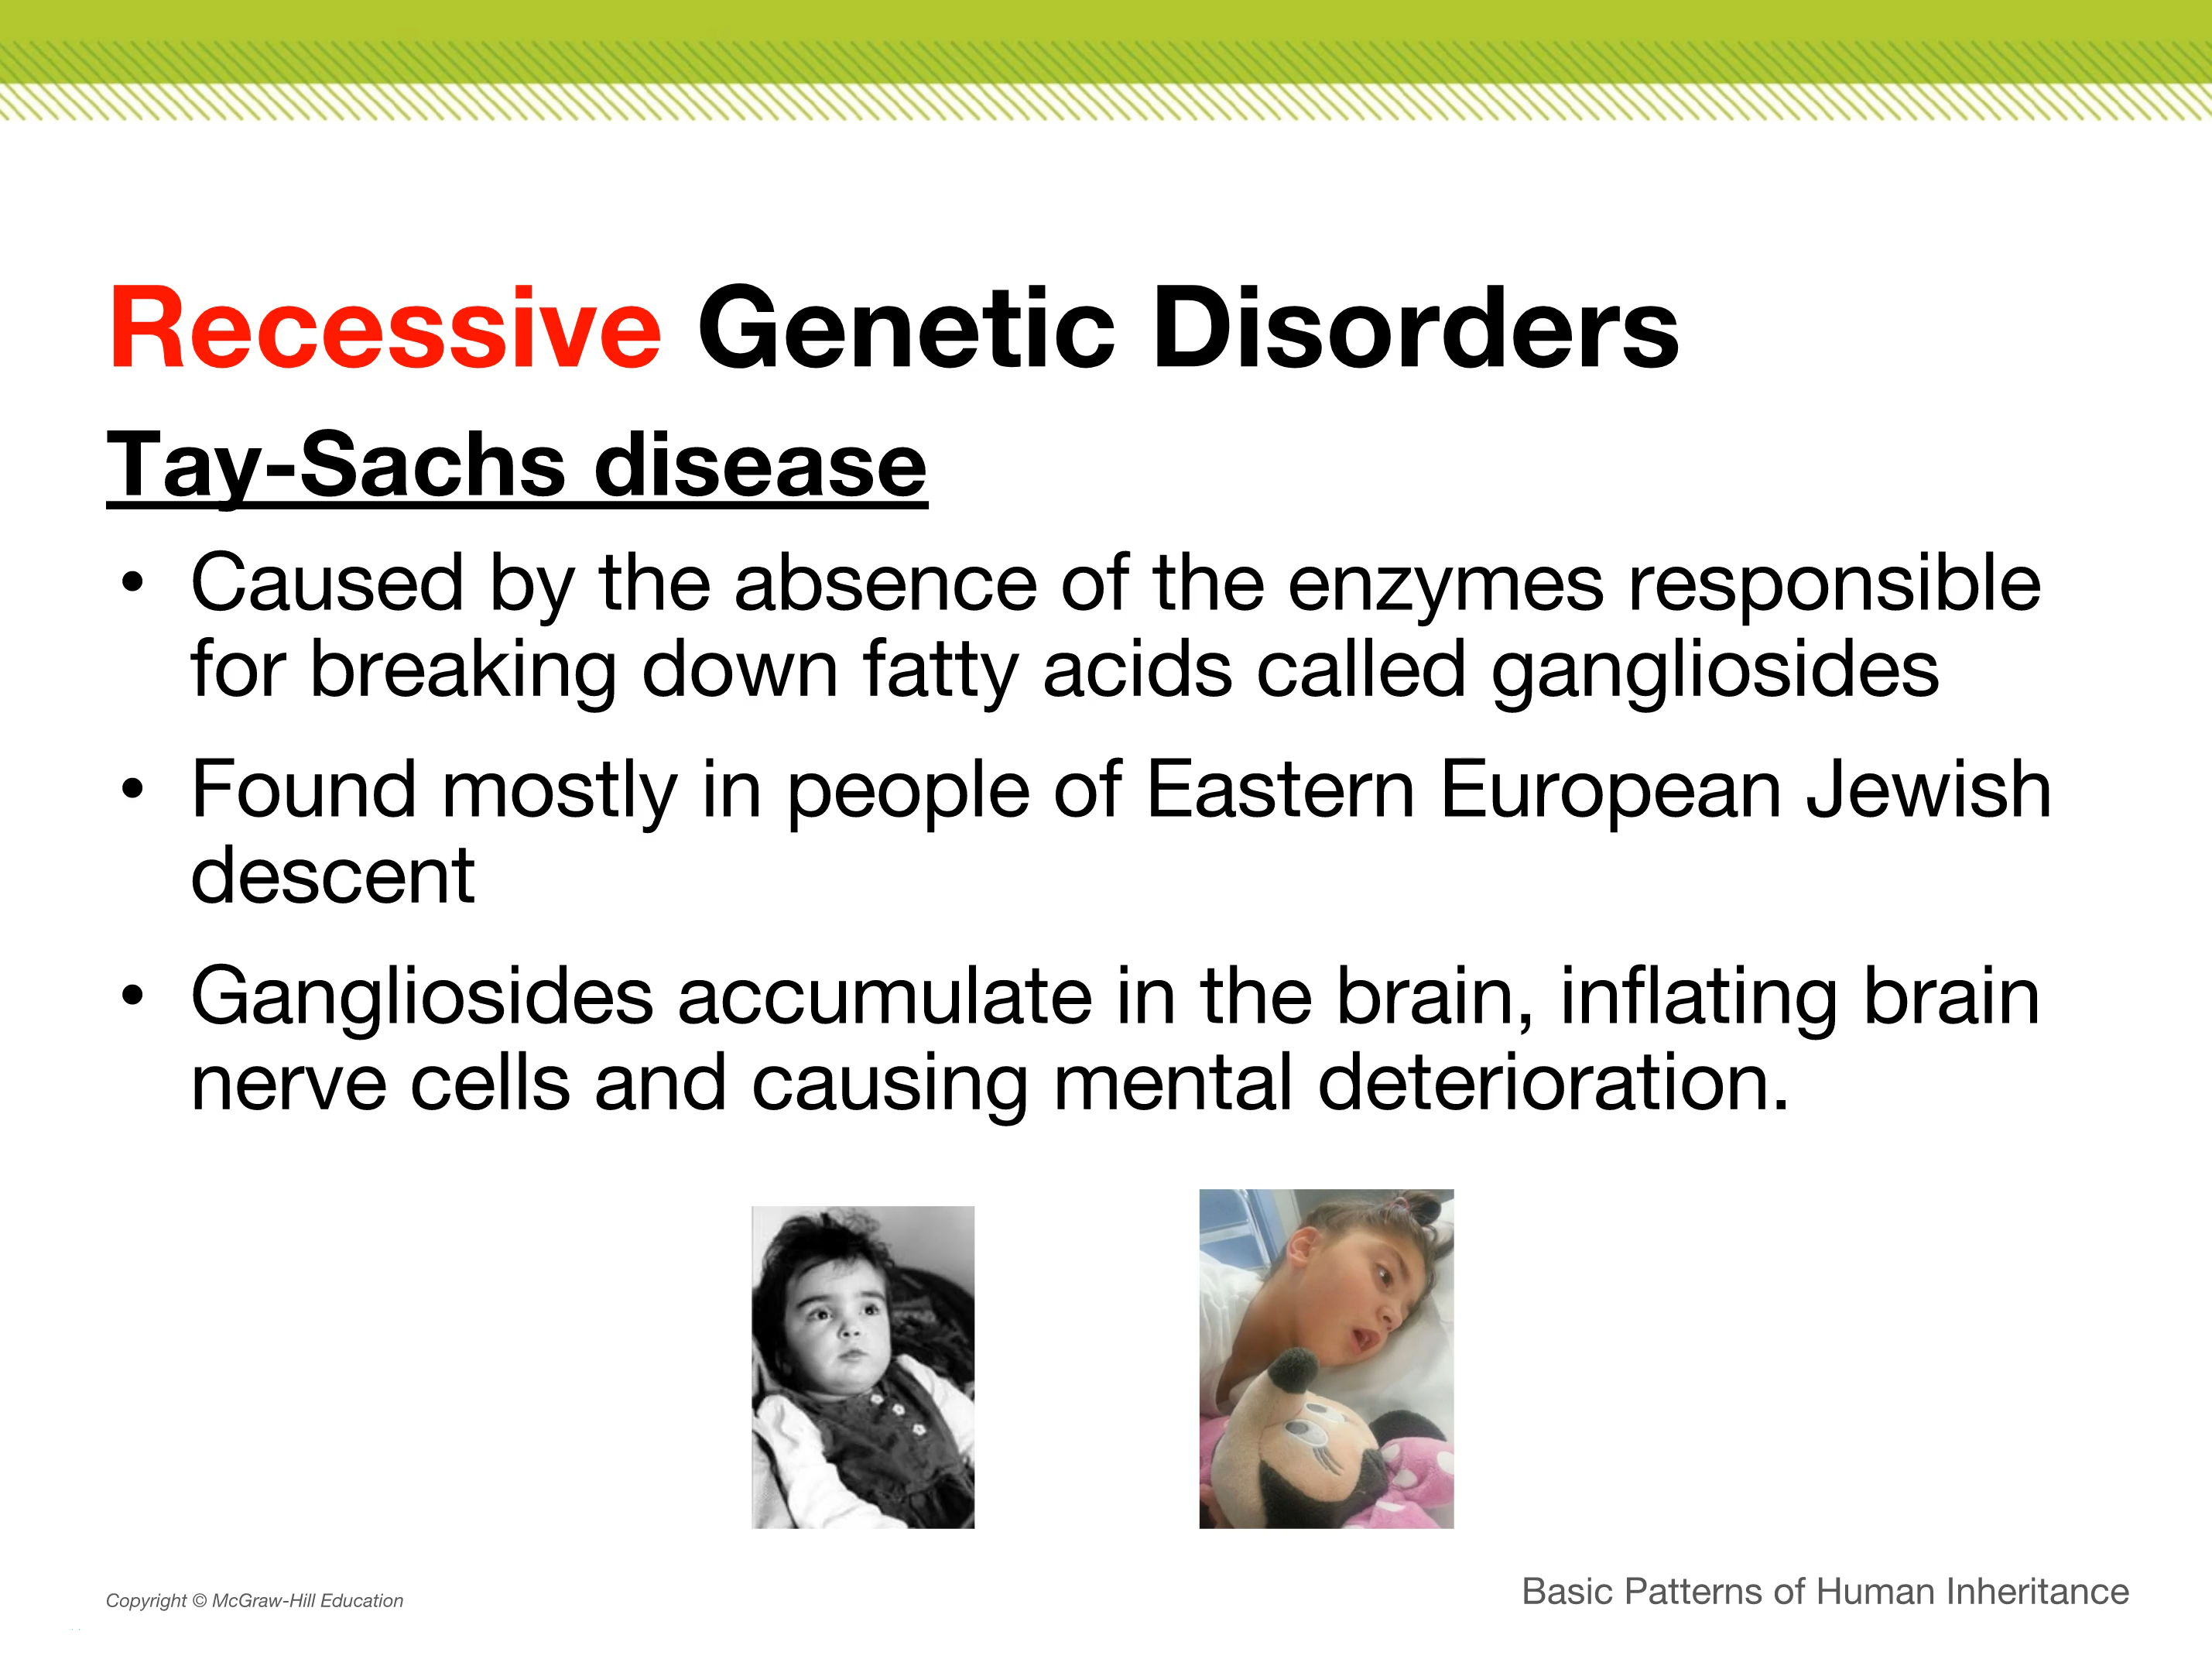 Recessive Genetic Disorders
Tay-Sachs disease
• Caused by the absence of the enzymes responsible
for breaking down fatty acids called gangliosides
• Found mostly in people of Eastern European Jewish
descent
• Gangliosides accumulate in the brain, inflating brain
nerve cells and causing mental deterioration.
Copyright © McGraw-Hill Education
Basic Patterns of Human Inheritance